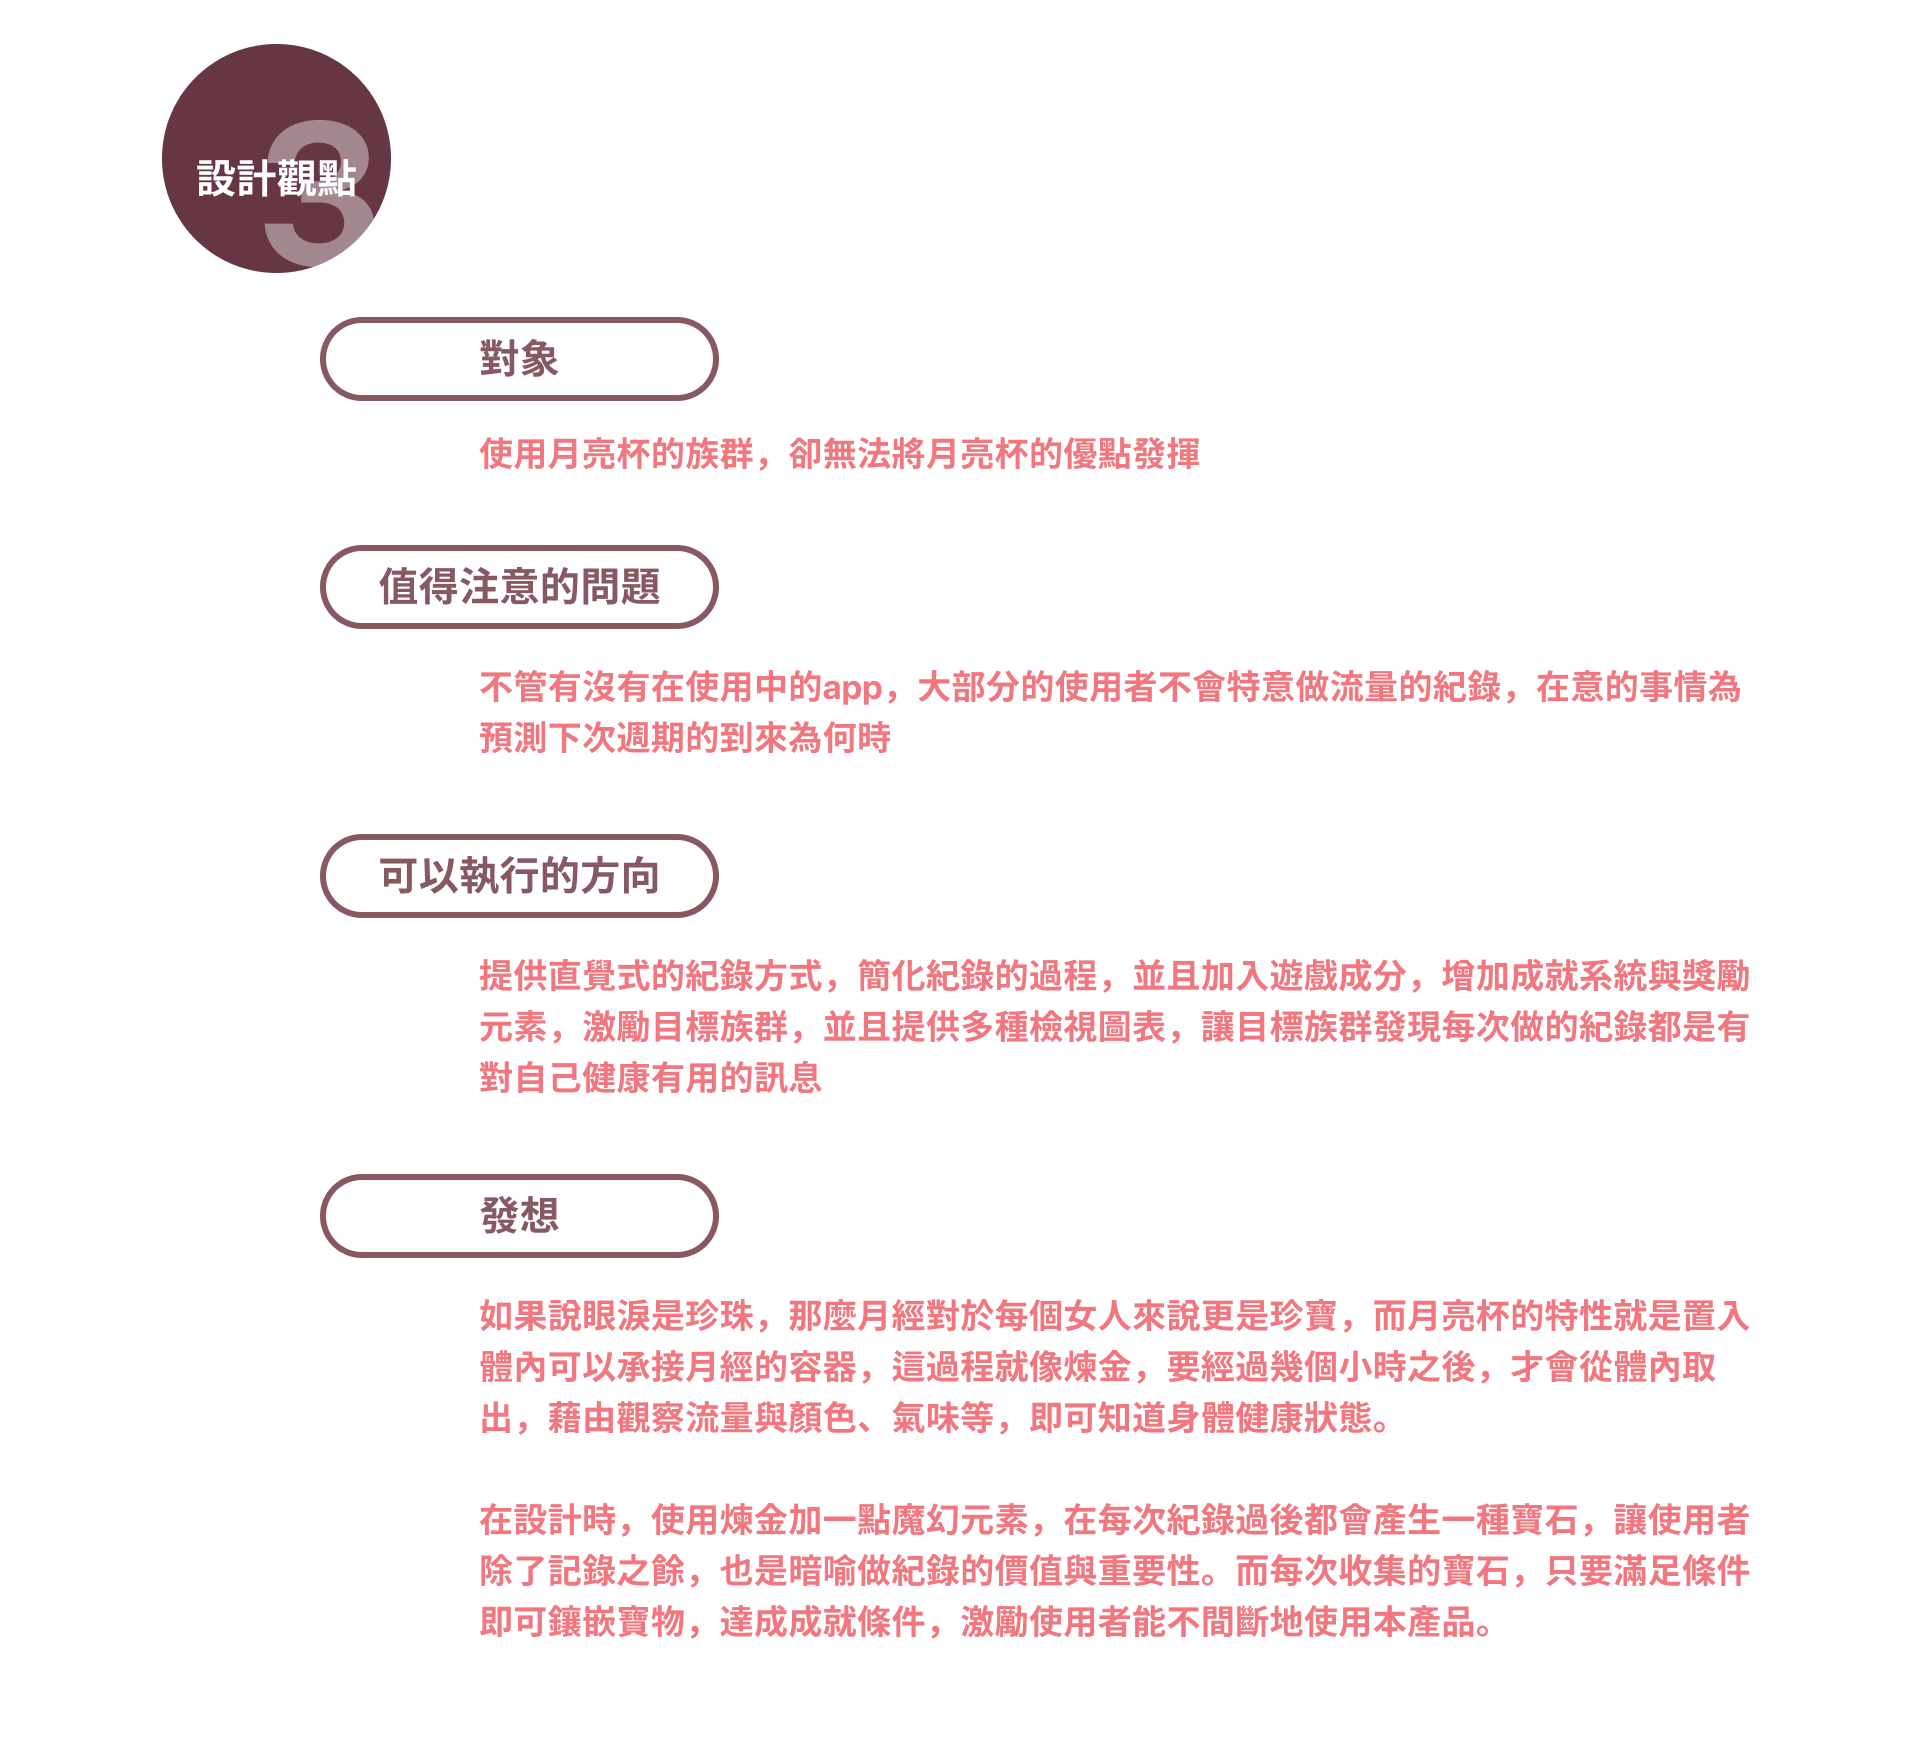 3
設計觀點
對象
使用月亮杯的族群，卻無法將月亮杯的優點發揮
值得注意的問題
不管有沒有在使用中的app，大部分的使用者不會特意做流量的紀錄，在意的事情為
預測下次週期的到來為何時
可以執行的方向
提供直覺式的紀錄方式，簡化紀錄的過程，並且加入遊戲成分，增加成就系統與獎勵
元素，激勵目標族群，並且提供多種檢視圖表，讓目標族群發現每次做的紀錄都是有
對自己健康有用的訊息
發想
如果說眼淚是珍珠，那麼月經對於每個女人來說更是珍寶，而月亮杯的特性就是置入
體內可以承接月經的容器，這過程就像煉金，要經過幾個小時之後，才會從體內取
出，藉由觀察流量與顏色、氣味等，即可知道身體健康狀態。
在設計時，使用煉金加一點魔幻元素，在每次紀錄過後都會產生一種寶石，讓使用者
除了記錄之餘，也是暗喻做紀錄的價值與重要性。而每次收集的寶石，只要滿足條件
即可鑲嵌寶物，達成成就條件，激勵使用者能不間斷地使用本產品。